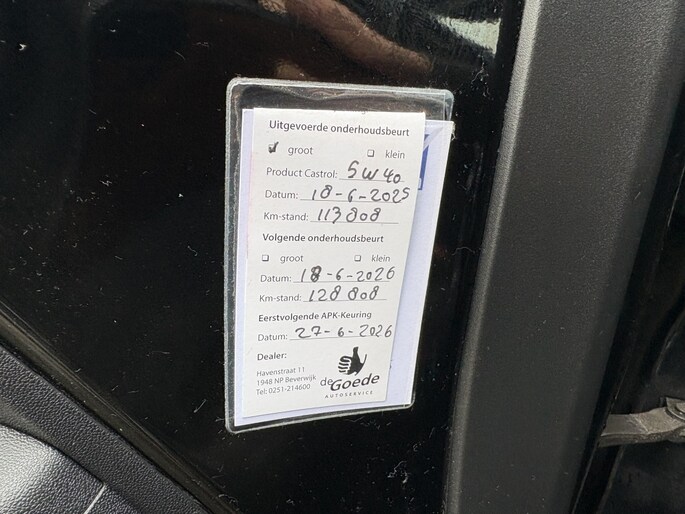 Uitgevoerde onderhoudsbeurt
groot klein
Product Castrol: 5W40
Datum: 18-6-2025
Km-stand: 113808
Volgende onderhoudsbeurt
groot klein
Datum: 18-6-2026
Km-stand: 128808
Eerstvolgende APK-Keuring
Datum: 27-6-2026
Dealer:
Havenstraat 11
1948 NP Beverwijk
Tel: 0251-214600
de Goede
AUTOSERVICE